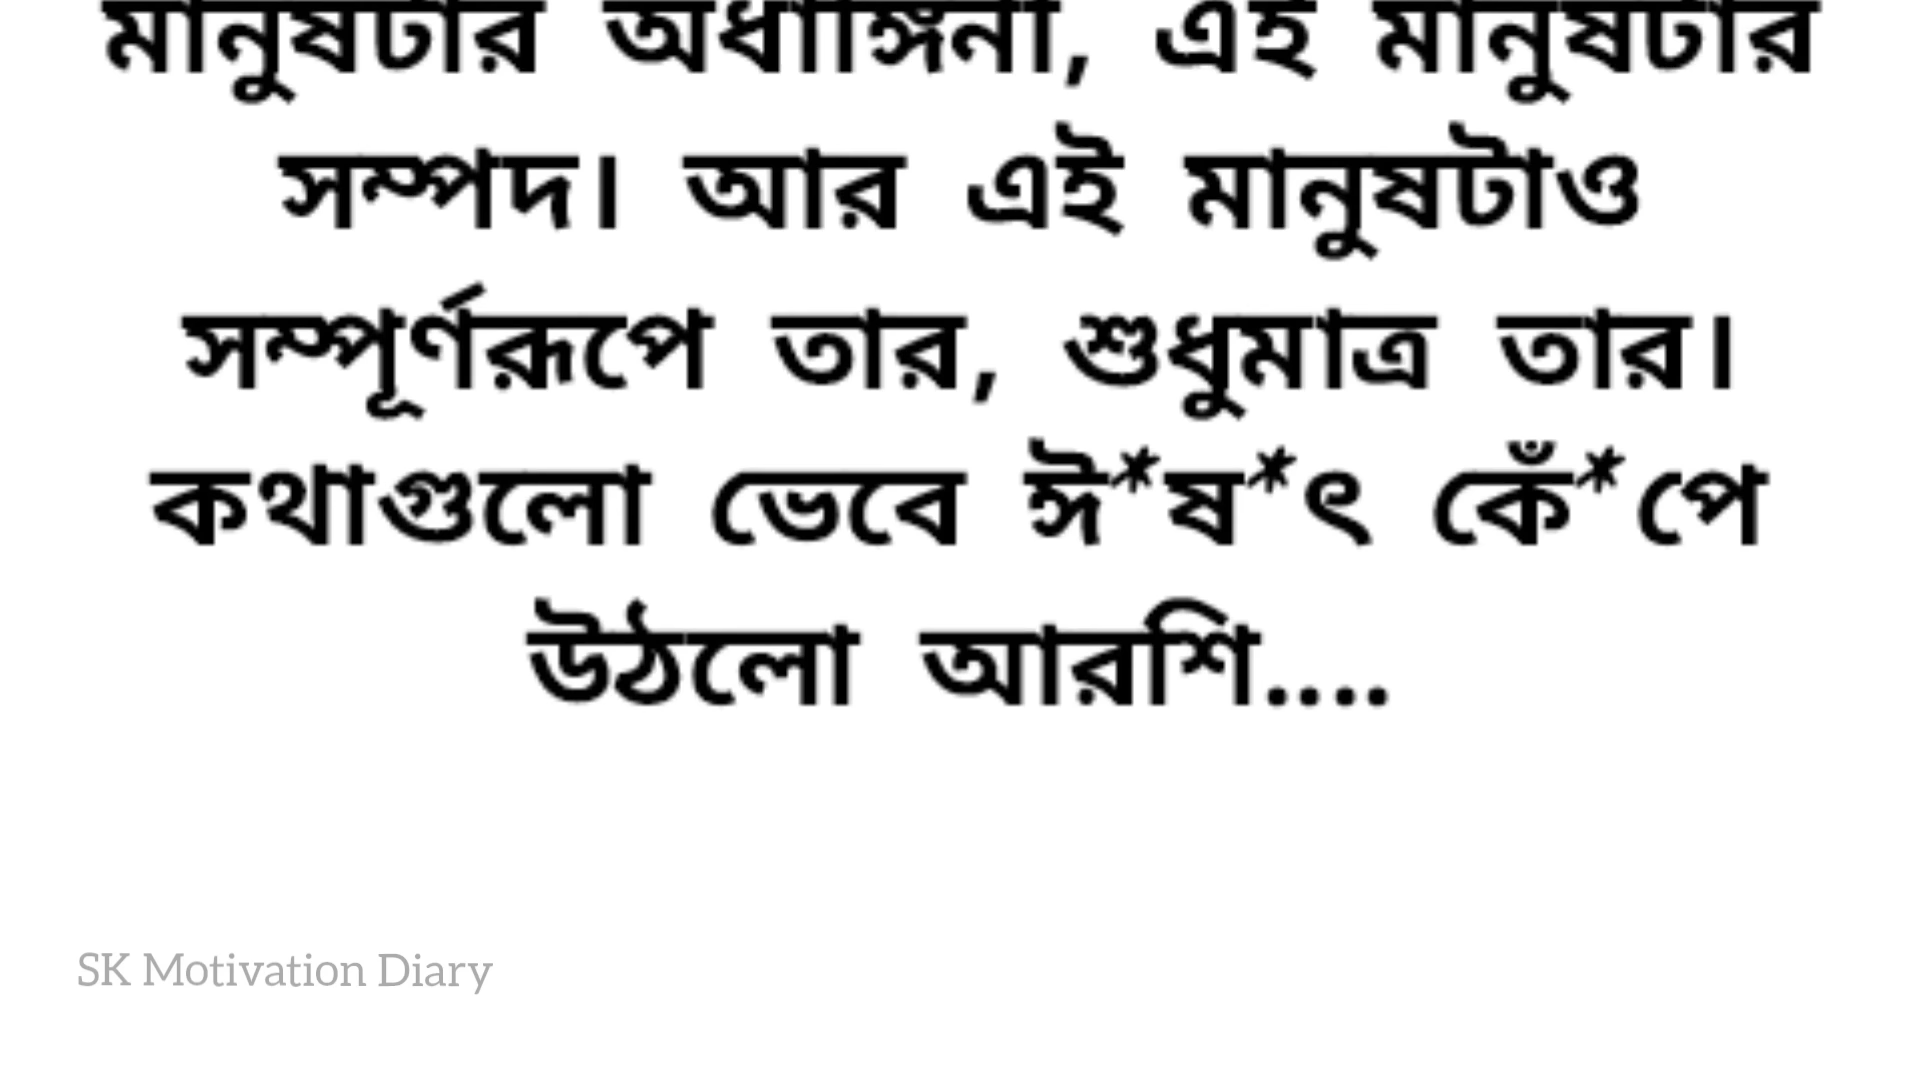 মানুষটার অর্ধাঙ্গিনী, এই মানুষটার
সম্পদ। আর এই মানুষটাও
সম্পূর্ণরূপে তার, শুধুমাত্র তার।
কথাগুলো ভেবে ঈ*ষ*ৎ কেঁ*পে
উঠলো আরশি....
SK Motivation Diary